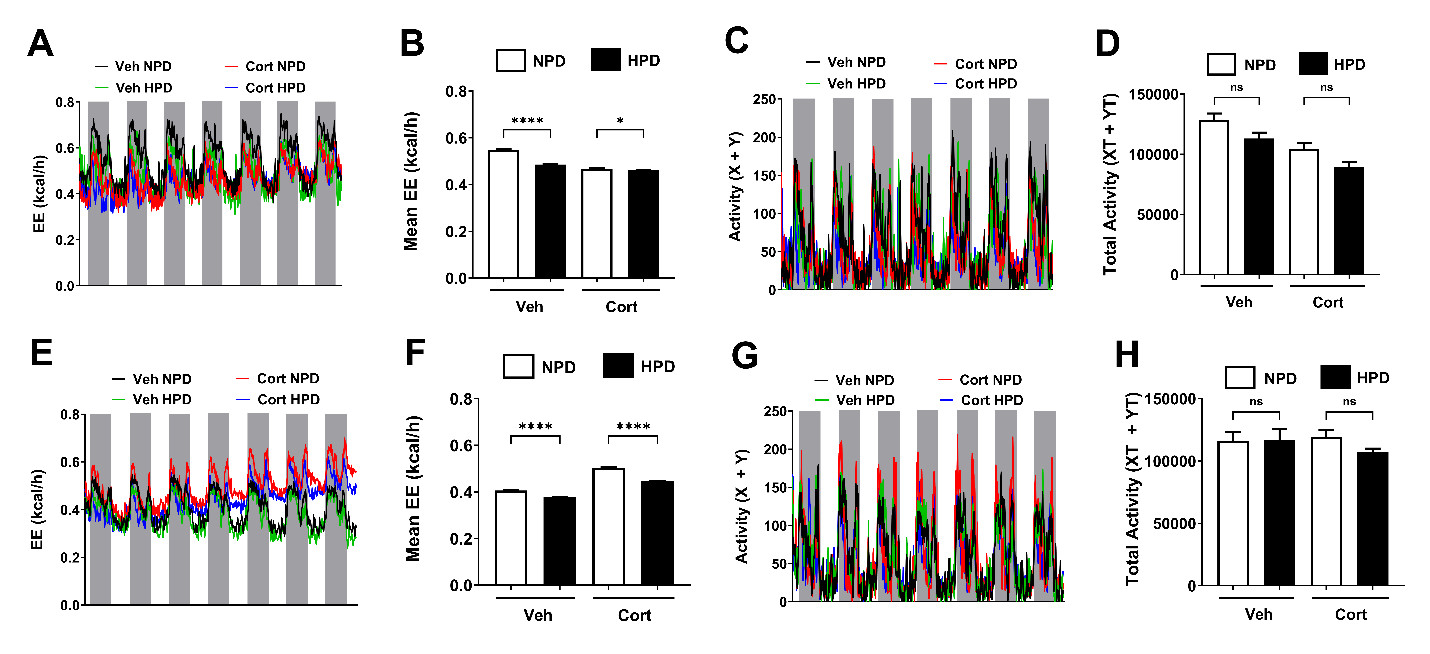 A
Veh NPD
Cort NPD
Veh HPD
Cort HPD
EE (kcal/h)
0.8
0.6
0.4
0.2
0.0
B
NPD
HPD
Mean EE (kcal/h)
0.8
0.6
0.4
0.2
0.0
****
*
Veh
Cort
C
Veh NPD
Cort NPD
Veh HPD
Cort HPD
Activity (X + Y)
250
200
150
100
50
0
D
NPD
HPD
Total Activity (XT + YT)
150000
100000
50000
0
ns
ns
Veh
Cort
E
Veh NPD
Cort NPD
Veh HPD
Cort HPD
EE (kcal/h)
0.8
0.6
0.4
0.2
0.0
F
NPD
HPD
Mean EE (kcal/h)
0.8
0.6
0.4
0.2
0.0
****
****
Veh
Cort
G
Veh NPD
Cort NPD
Veh HPD
Cort HPD
Activity (X + Y)
250
200
150
100
50
0
H
NPD
HPD
Total Activity (XT + YT)
150000
100000
50000
0
ns
ns
Veh
Cort